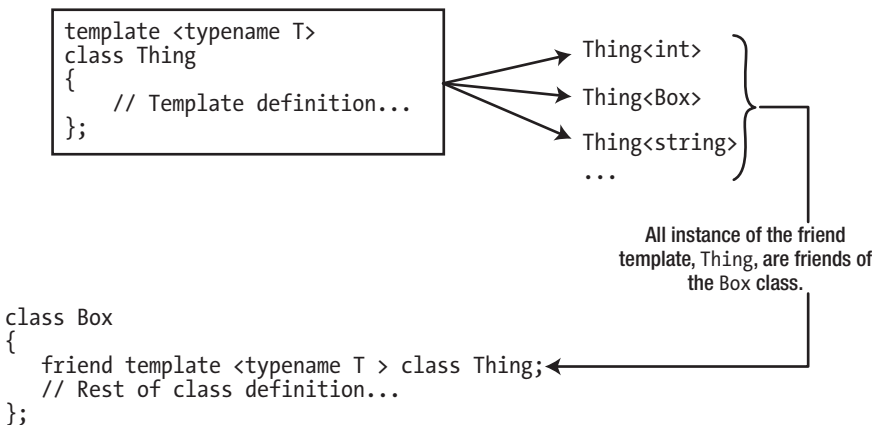 template <typename T>
class Thing
{
    // Template definition...
};
Thing<int>
Thing<Box>
Thing<string>
...
All instance of the friend
template, Thing, are friends of
the Box class.
class Box
{
   friend template <typename T > class Thing;
   // Rest of class definition...
};